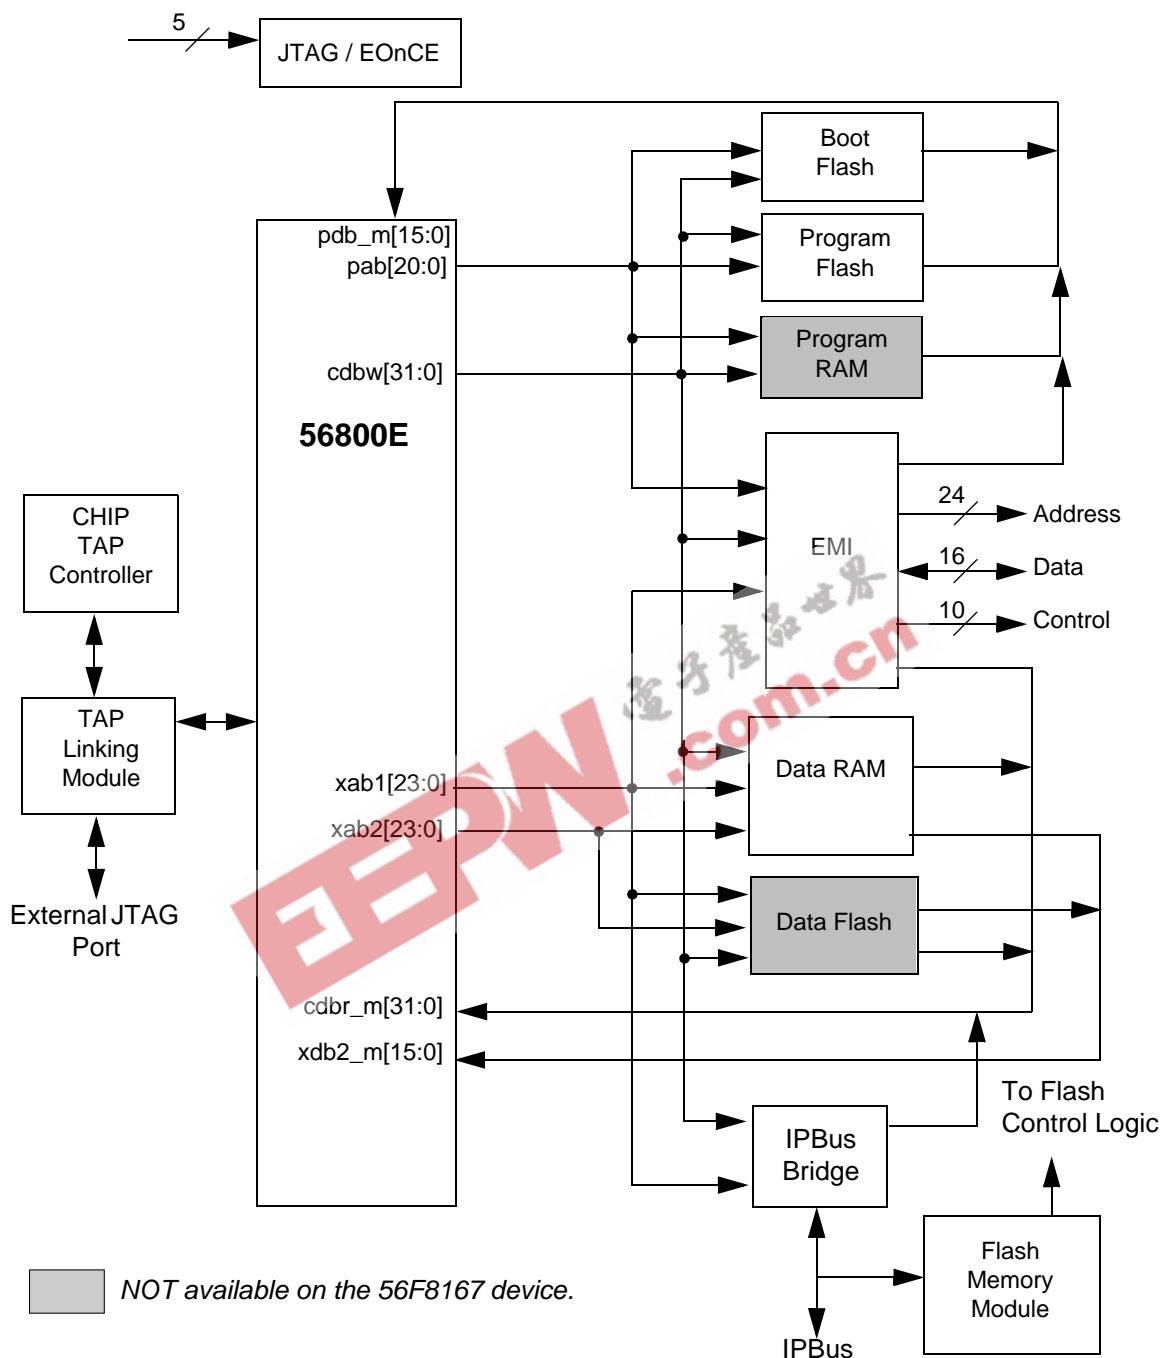 5
JTAG / EOnCE
Boot
Flash
pdb_m[15:0]
pab[20:0]
Program
Flash
Program
RAM
cdbw[31:0]
56800E
CHIP
TAP
Controller
EMI
24
Address
16
Data
10
Control
電子產品世界
.com.cn
EEPW
TAP
Linking
Module
Data RAM
xab1[23:0]
xab2[23:0]
External JTAG
Port
Data Flash
cdbr_m[31:0]
xdb2_m[15:0]
To Flash
Control Logic
IPBus
Bridge
Flash
Memory
Module
NOT available on the 56F8167 device.
IPBus